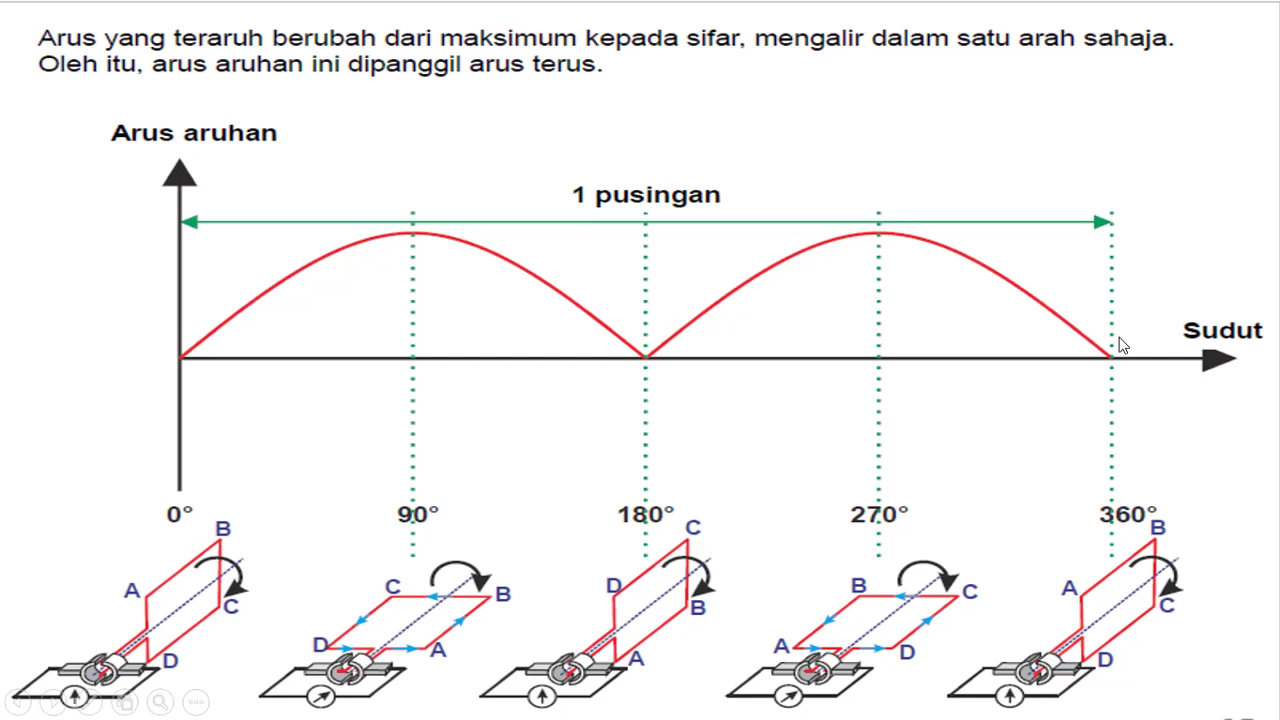 Arus yang teraruh berubah dari maksimum kepada sifar, mengalir dalam satu arah sahaja.
Oleh itu, arus aruhan ini dipanggil arus terus.
Arus aruhan
1 pusingan
Sudut
0° 90° 180° 270° 360°
B C B
C B B C
A D A
C B C
D A A D
D A D